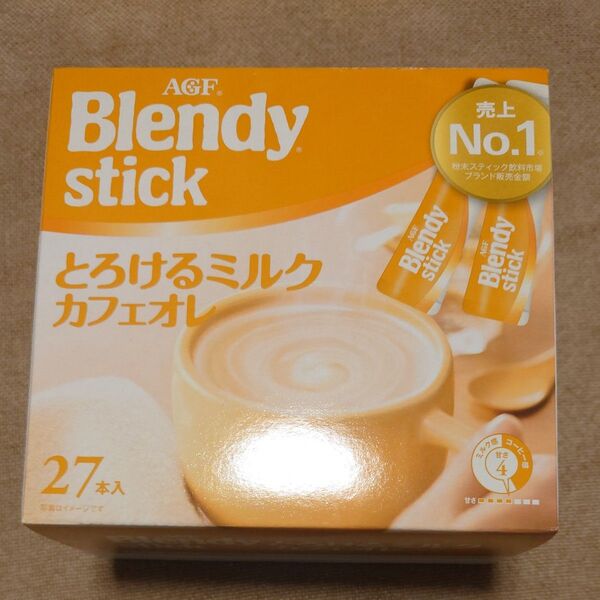 AGF®
Blendy®
stick
売上
No.1※
粉末スティック飲料市場
ブランド販売金額
AGF
Blendy
stick
AGF
Blendy
stick
とろけるミルク
カフェオレ
27本入
写真はイメージです
ミルク感
コーヒー感
甘さ
4
甘さ